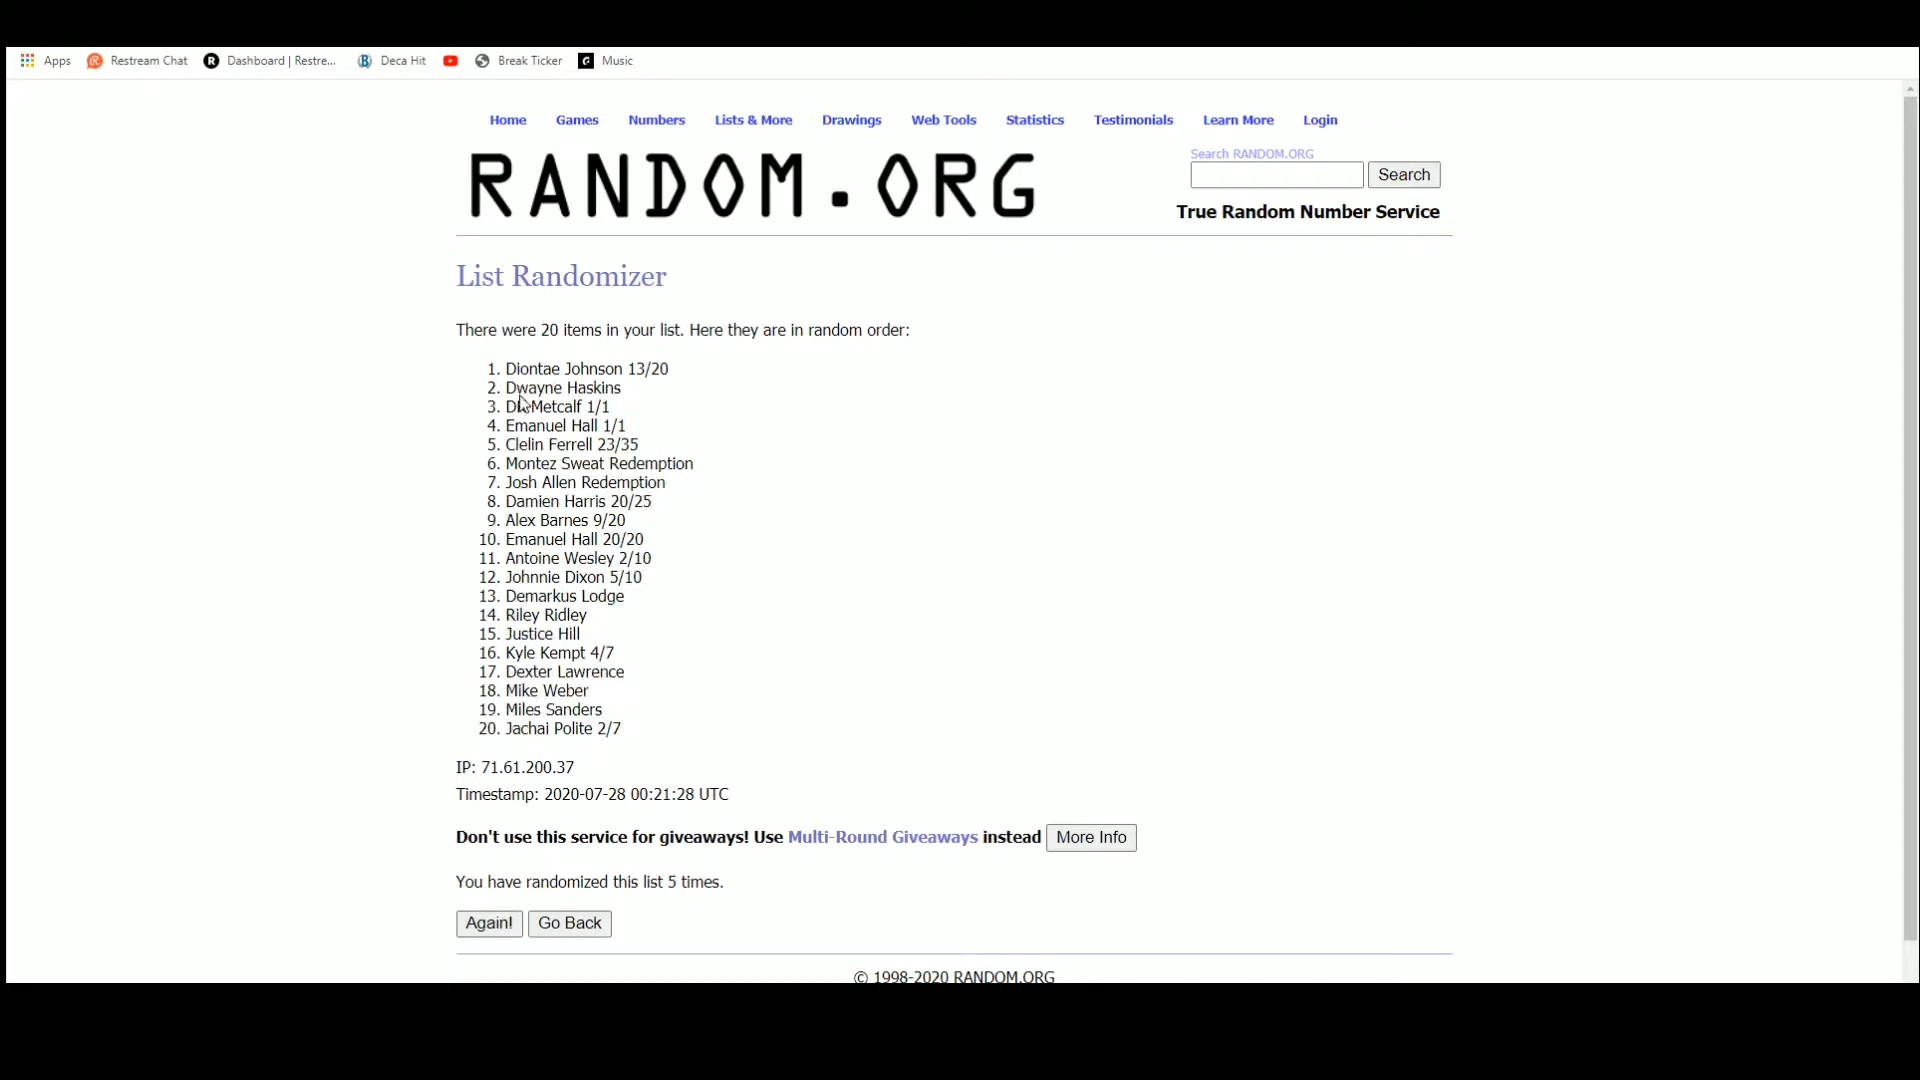 Apps Restream Chat Dashboard | Restre... Deca Hit Break Ticker Music
Home Games Numbers Lists & More Drawings Web Tools Statistics Testimonials Learn More Login
Search RANDOM.ORG
RANDOM.ORG
Search
True Random Number Service
List Randomizer
There were 20 items in your list. Here they are in random order:
1. Diontae Johnson 13/20
2. Dwayne Haskins
3. Metcalf 1/1
4. Emanuel Hall 1/1
5. Clelin Ferrell 23/35
6. Montez Sweat Redemption
7. Josh Allen Redemption
8. Damien Harris 20/25
9. Alex Barnes 9/20
10. Emanuel Hall 20/20
11. Antoine Wesley 2/10
12. Johnnie Dixon 5/10
13. Demarkus Lodge
14. Riley Ridley
15. Justice Hill
16. Kyle Kempt 4/7
17. Dexter Lawrence
18. Mike Weber
19. Miles Sanders
20. Jachai Polite 2/7
IP: 71.61.200.37
Timestamp: 2020-07-28 00:21:28 UTC
Don't use this service for giveaways! Use Multi-Round Giveaways instead More Info
You have randomized this list 5 times.
Again! Go Back
© 1998-2020 RANDOM.ORG